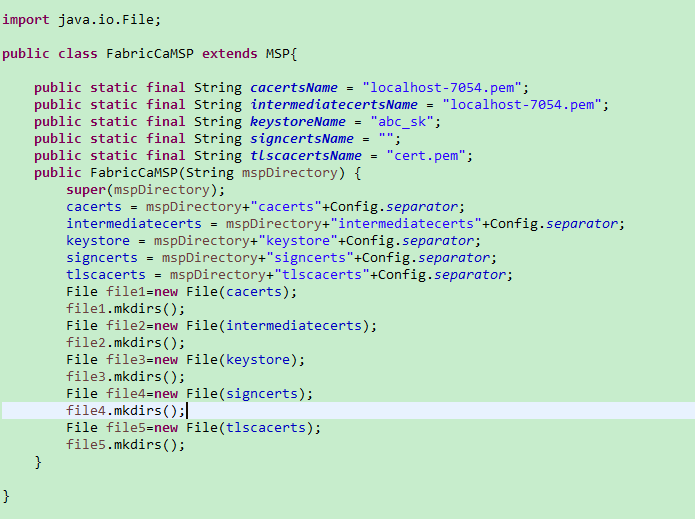 import java.io.File;
public class FabricCaMSP extends MSP{
public static final String cacertsName = "localhost-7054.pem";
public static final String intermediatecertsName = "localhost-7054.pem";
public static final String keystoreName = "abc_sk";
public static final String signcertsName = "";
public static final String tlscacertsName = "cert.pem";
public FabricCaMSP(String mspDirectory) {
super(mspDirectory);
cacerts = mspDirectory+"cacerts"+Config.separator;
intermediatecerts = mspDirectory+"intermediatecerts"+Config.separator;
keystore = mspDirectory+"keystore"+Config.separator;
signcerts = mspDirectory+"signcerts"+Config.separator;
tlscacerts = mspDirectory+"tlscacerts"+Config.separator;
File file1=new File(cacerts);
file1.mkdirs();
File file2=new File(intermediatecerts);
file2.mkdirs();
File file3=new File(keystore);
file3.mkdirs();
File file4=new File(signcerts);
file4.mkdirs();
File file5=new File(tlscacerts);
file5.mkdirs();
}
}